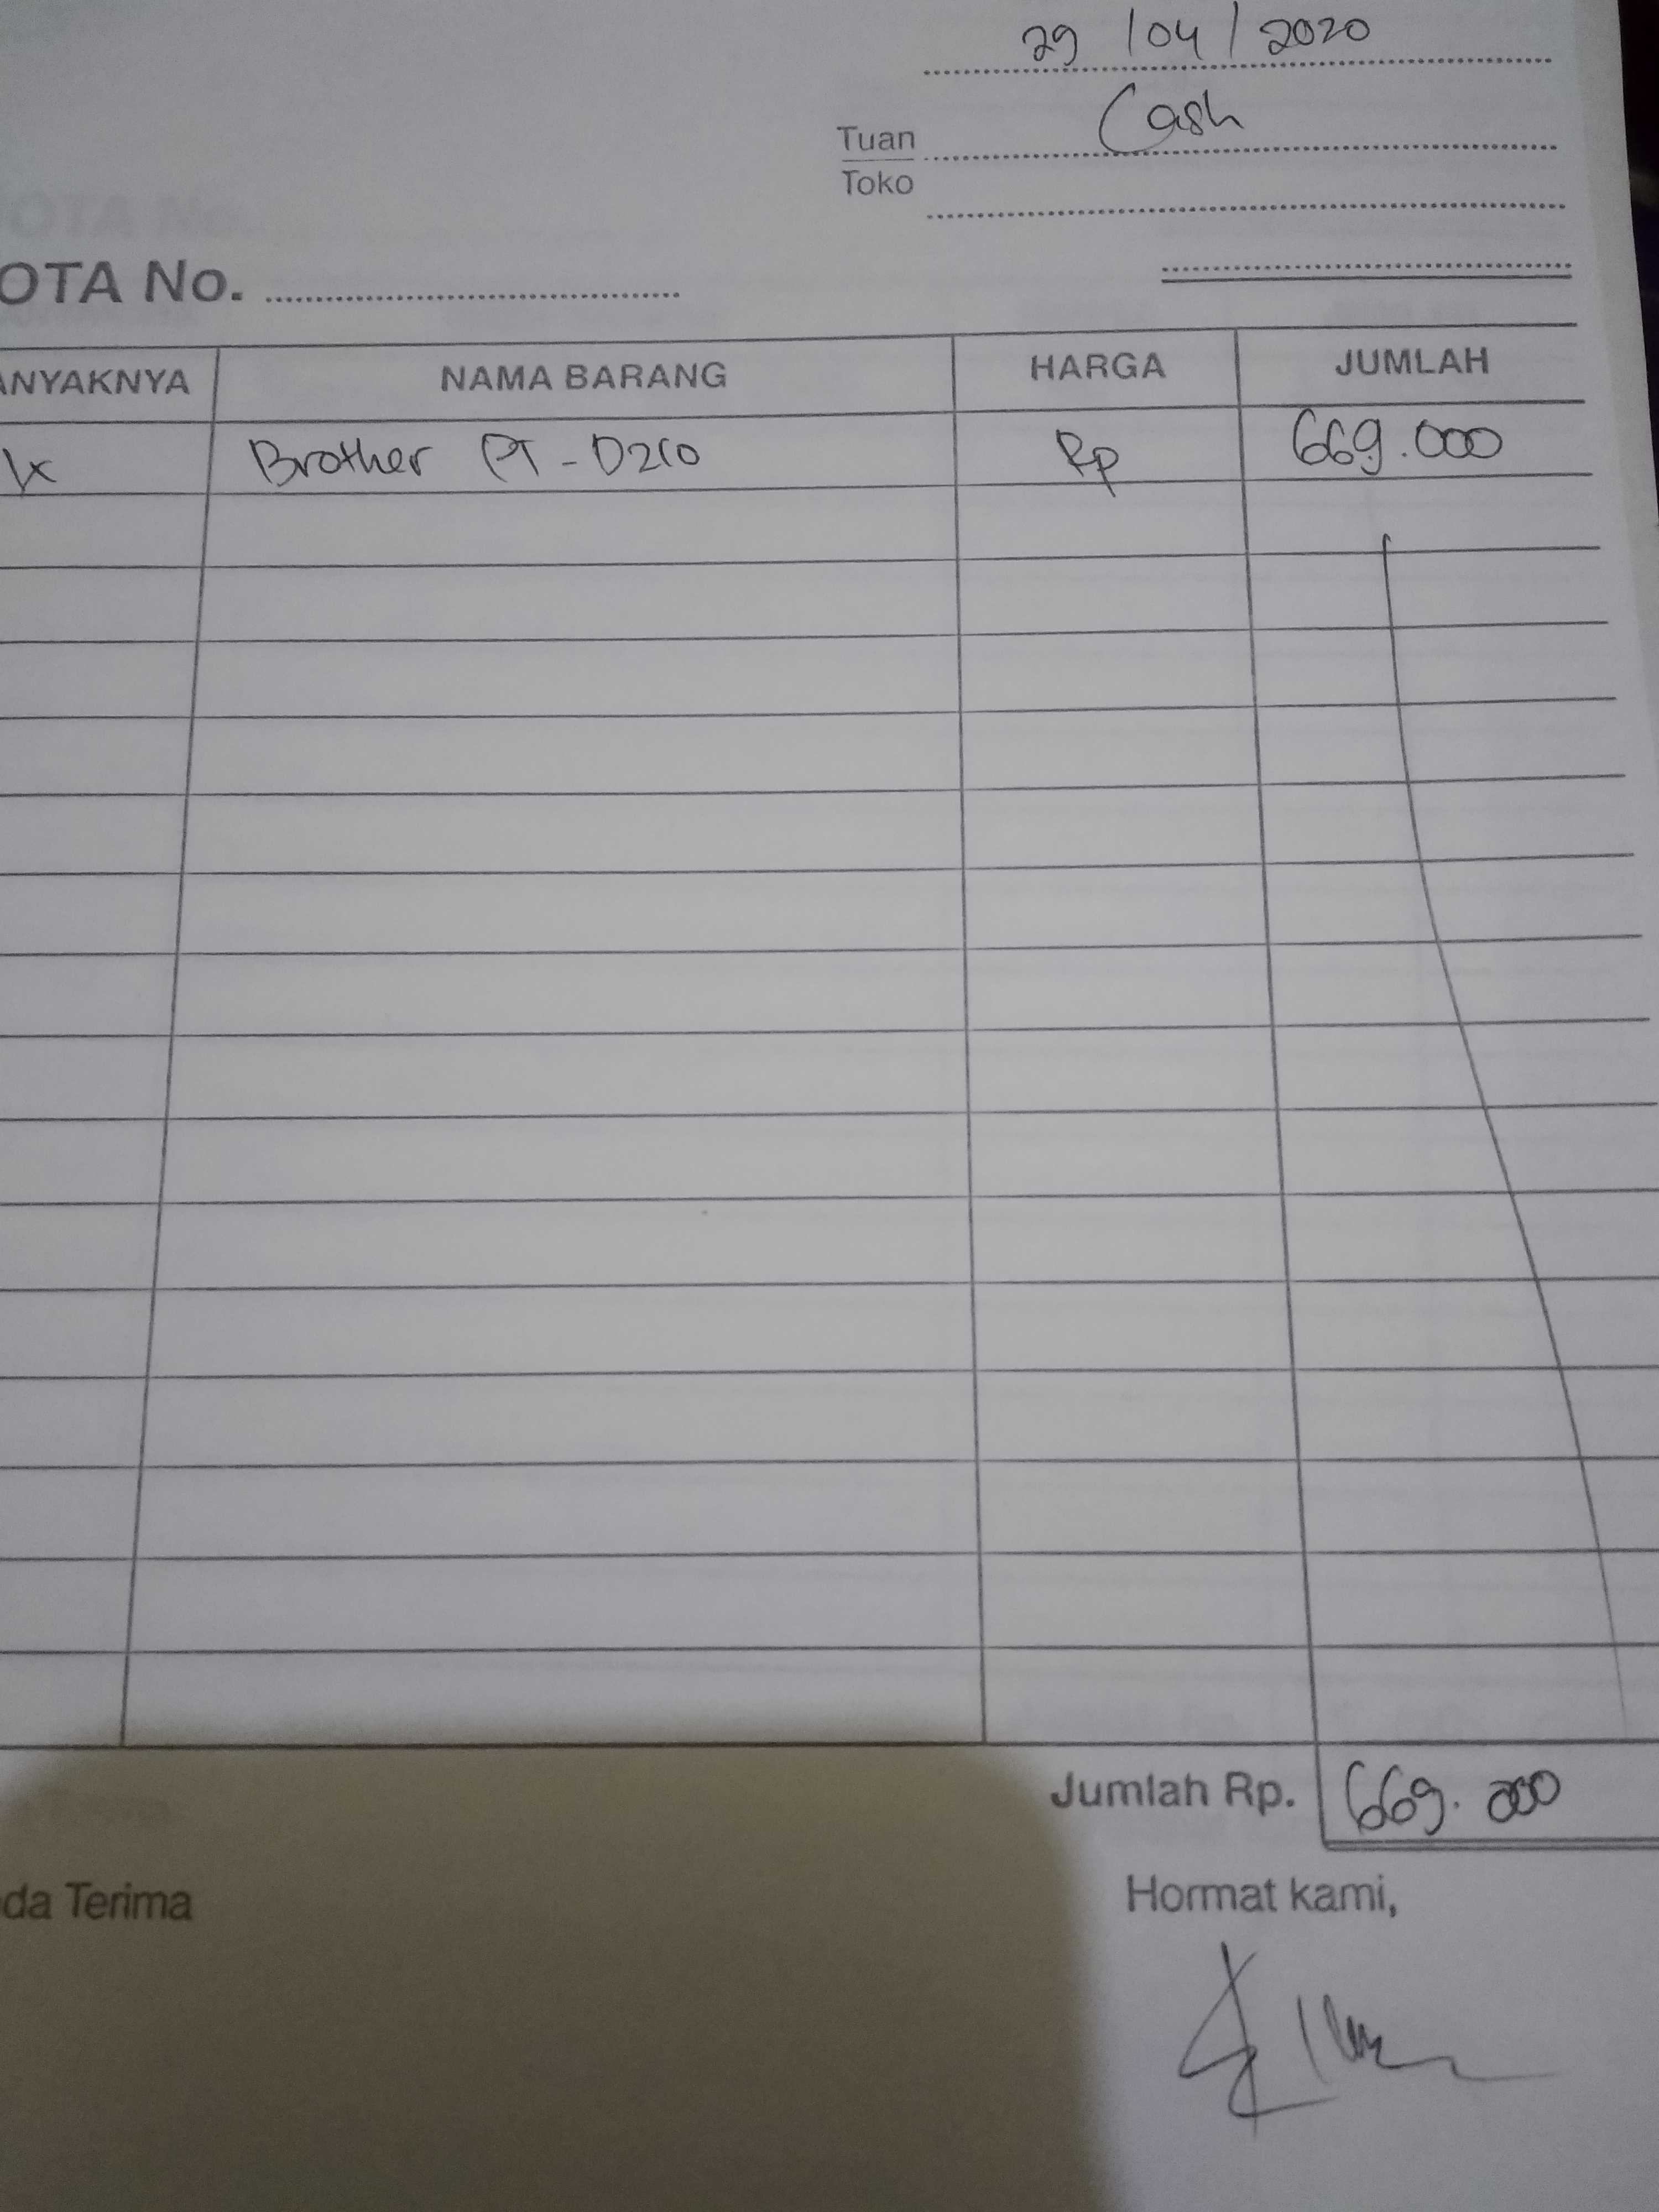 29/04/2020
Tuan Cash
Toko
OTA No.
ANYAKNYA NAMA BARANG HARGA JUMLAH
1x Brother PT-D210 Rp 669.000
Jumlah Rp. 669.000
da Terima Hormat kami,